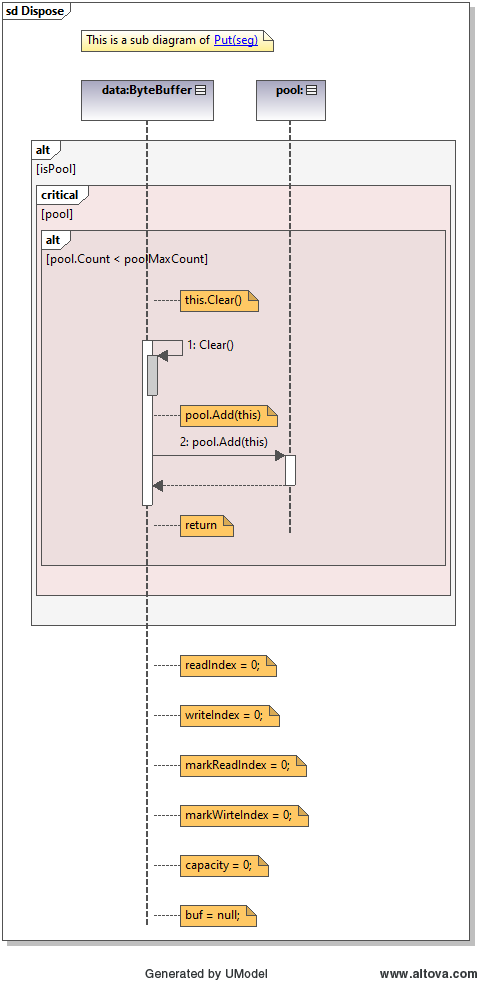 sd Dispose
This is a sub diagram of Put(seg)
data:ByteBuffer
pool:
alt
[isPool]
critical
[pool]
alt
[pool.Count < poolMaxCount]
this.Clear()
1: Clear()
pool.Add(this)
2: pool.Add(this)
return
readIndex = 0;
writeIndex = 0;
markReadIndex = 0;
markWirteIndex = 0;
capacity = 0;
buf = null;
Generated by UModel
www.altova.com